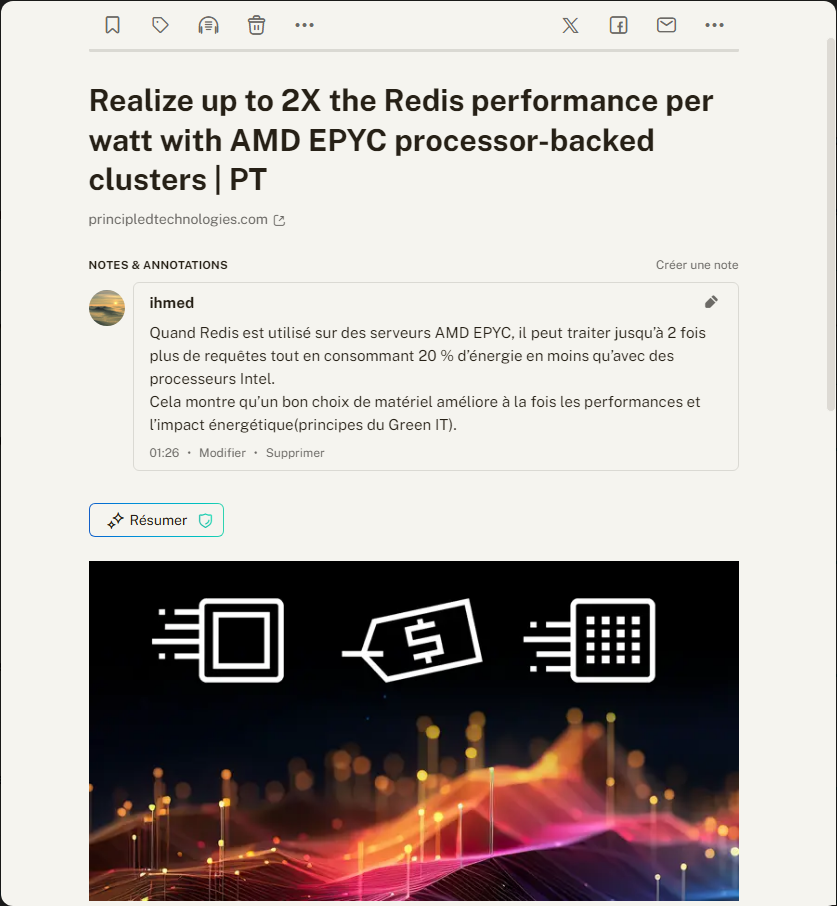 Realize up to 2X the Redis performance per
watt with AMD EPYC processor-backed
clusters | PT
principledtechnologies.com
NOTES & ANNOTATIONS
Créer une note
ihmed
Quand Redis est utilisé sur des serveurs AMD EPYC, il peut traiter jusqu’à 2 fois
plus de requêtes tout en consommant 20 % d’énergie en moins qu’avec des
processeurs Intel.
Cela montre qu’un bon choix de matériel améliore à la fois les performances et
l’impact énergétique(principes du Green IT).
01:26 • Modifier • Supprimer
Résumer